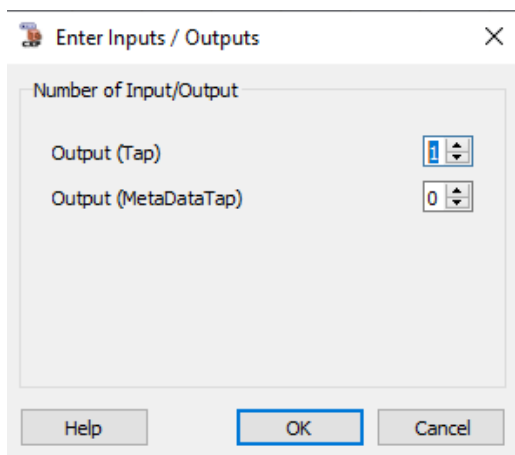 Enter Inputs / Outputs
Number of Input/Output
Output (Tap) 1
Output (MetaDataTap) 0
Help OK Cancel